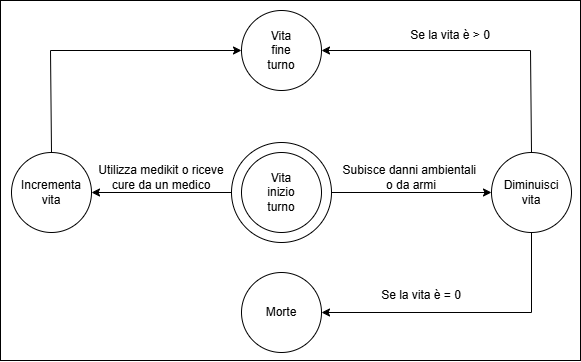 Vita
fine
turno
Se la vita è > 0
Incrementa
vita
Utilizza medikit o riceve
cure da un medico
Vita
inizio
turno
Subisce danni ambientali
o da armi
Diminuisci
vita
Morte
Se la vita è = 0